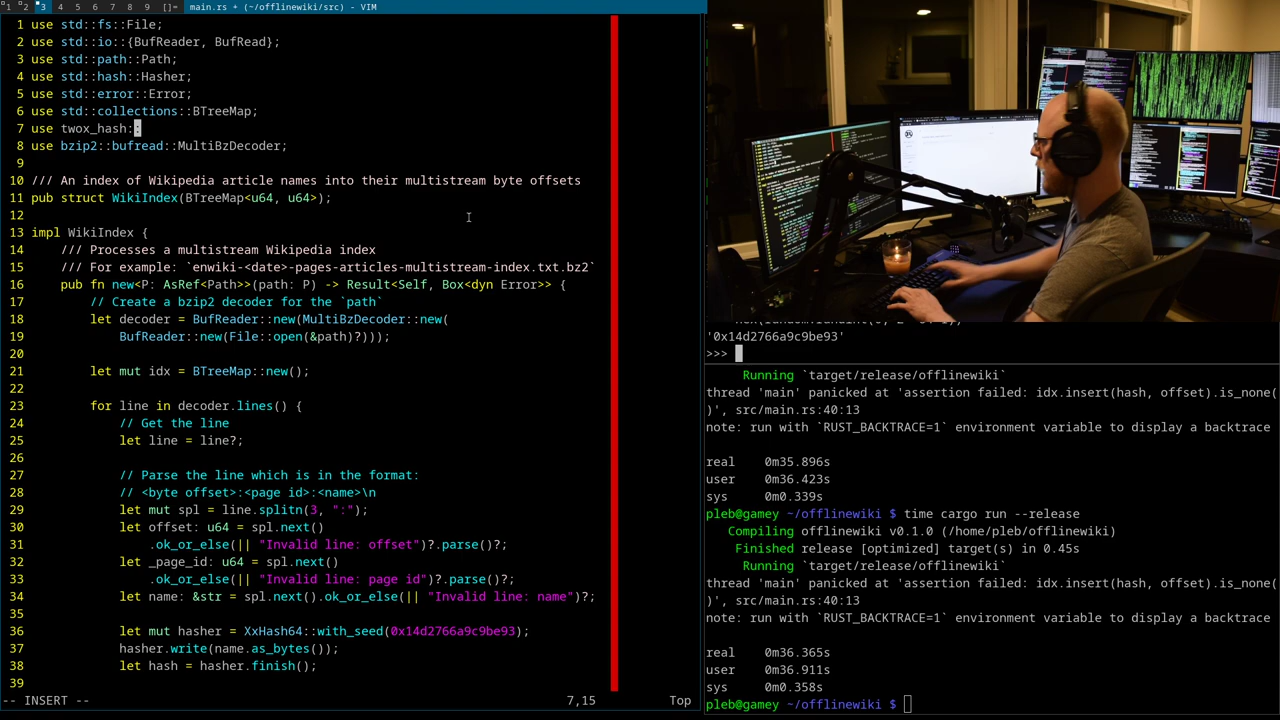 1 2 3 4 5 6 7 8 9 []= main.rs + (~/offlinewiki/src) - VIM
1 use std::fs::File;
2 use std::io::{BufReader, BufRead};
3 use std::path::Path;
4 use std::hash::Hasher;
5 use std::error::Error;
6 use std::collections::BTreeMap;
7 use twox_hash::
8 use bzip2::bufread::MultiBzDecoder;
9
10 /// An index of Wikipedia article names into their multistream byte offsets
11 pub struct WikiIndex(BTreeMap<u64, u64>);
12
13 impl WikiIndex {
14 /// Processes a multistream Wikipedia index
15 /// For example: `enwiki-<date>-pages-articles-multistream-index.txt.bz2`
16 pub fn new<P: AsRef<Path>>(path: P) -> Result<Self, Box<dyn Error>> {
17 // Create a bzip2 decoder for the `path`
18 let decoder = BufReader::new(MultiBzDecoder::new(
19 BufReader::new(File::open(&path)?)));
20
21 let mut idx = BTreeMap::new();
22
23 for line in decoder.lines() {
24 // Get the line
25 let line = line?;
26
27 // Parse the line which is in the format:
28 // <byte offset>:<page id>:<name>\n
29 let mut spl = line.splitn(3, ":");
30 let offset: u64 = spl.next()
31 .ok_or_else(|| "Invalid line: offset")?.parse()?;
32 let _page_id: u64 = spl.next()
33 .ok_or_else(|| "Invalid line: page id")?.parse()?;
34 let name: &str = spl.next().ok_or_else(|| "Invalid line: name")?;
35
36 let mut hasher = XxHash64::with_seed(0x14d2766a9c9be93);
37 hasher.write(name.as_bytes());
38 let hash = hasher.finish();
39
-- INSERT -- 7,15 Top
'0x14d2766a9c9be93'
>>>
Running `target/release/offlinewiki`
thread 'main' panicked at 'assertion failed: idx.insert(hash, offset).is_none(
)', src/main.rs:40:13
note: run with `RUST_BACKTRACE=1` environment variable to display a backtrace
real 0m35.896s
user 0m36.423s
sys 0m0.339s
pleb@gamey ~/offlinewiki $ time cargo run --release
Compiling offlinewiki v0.1.0 (/home/pleb/offlinewiki)
Finished release [optimized] target(s) in 0.45s
Running `target/release/offlinewiki`
thread 'main' panicked at 'assertion failed: idx.insert(hash, offset).is_none(
)', src/main.rs:40:13
note: run with `RUST_BACKTRACE=1` environment variable to display a backtrace
real 0m36.365s
user 0m36.911s
sys 0m0.358s
pleb@gamey ~/offlinewiki $